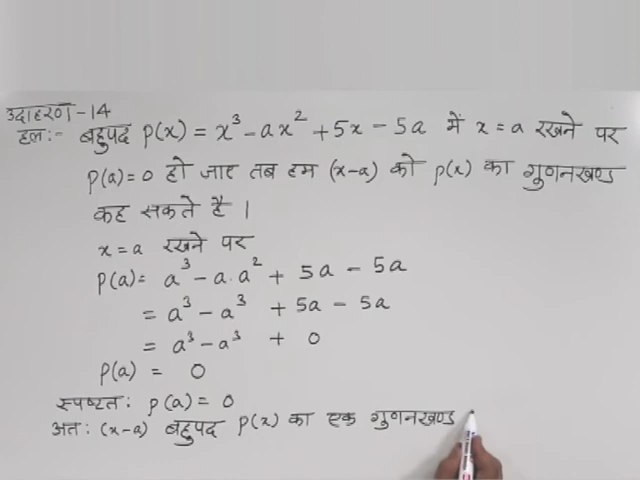 उदाहरण-14
हल:- बहुपद p(x) = x³ - ax² + 5x - 5a में x = a रखने पर
p(a) = 0 हो जाए तब हम (x-a) को p(x) का गुणनखण्ड
कह सकते है ।
x = a रखने पर
p(a) = a³ - a.a² + 5a - 5a
= a³ - a³ + 5a - 5a
= a³ - a³ + 0
p(a) = 0
स्पष्टत: p(a) = 0
अत: (x-a) बहुपद p(x) का एक गुणनखण्ड